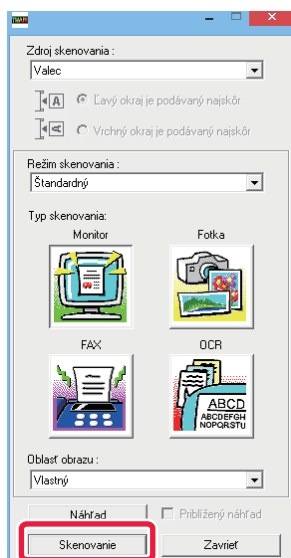 Zdroj skenovania :
Valec
A
Ľavý okraj je podávaný najskôr
A
Vrchný okraj je podávaný najskôr
Režim skenovania :
Štandardný
Typ skenovania:
Monitor
Fotka
FAX
OCR
ABCD
ABCDEFGH
NOPQRSTU
Oblasť obrazu :
Vlastný
Náhľad
Priblížený náhľad
Skenovanie
Zavrieť